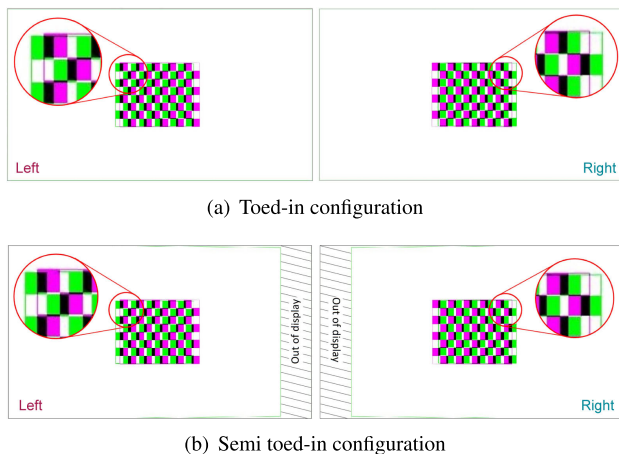 Left
Right
(a) Toed-in configuration
Out of display
Out of display
Left
Right
(b) Semi toed-in configuration